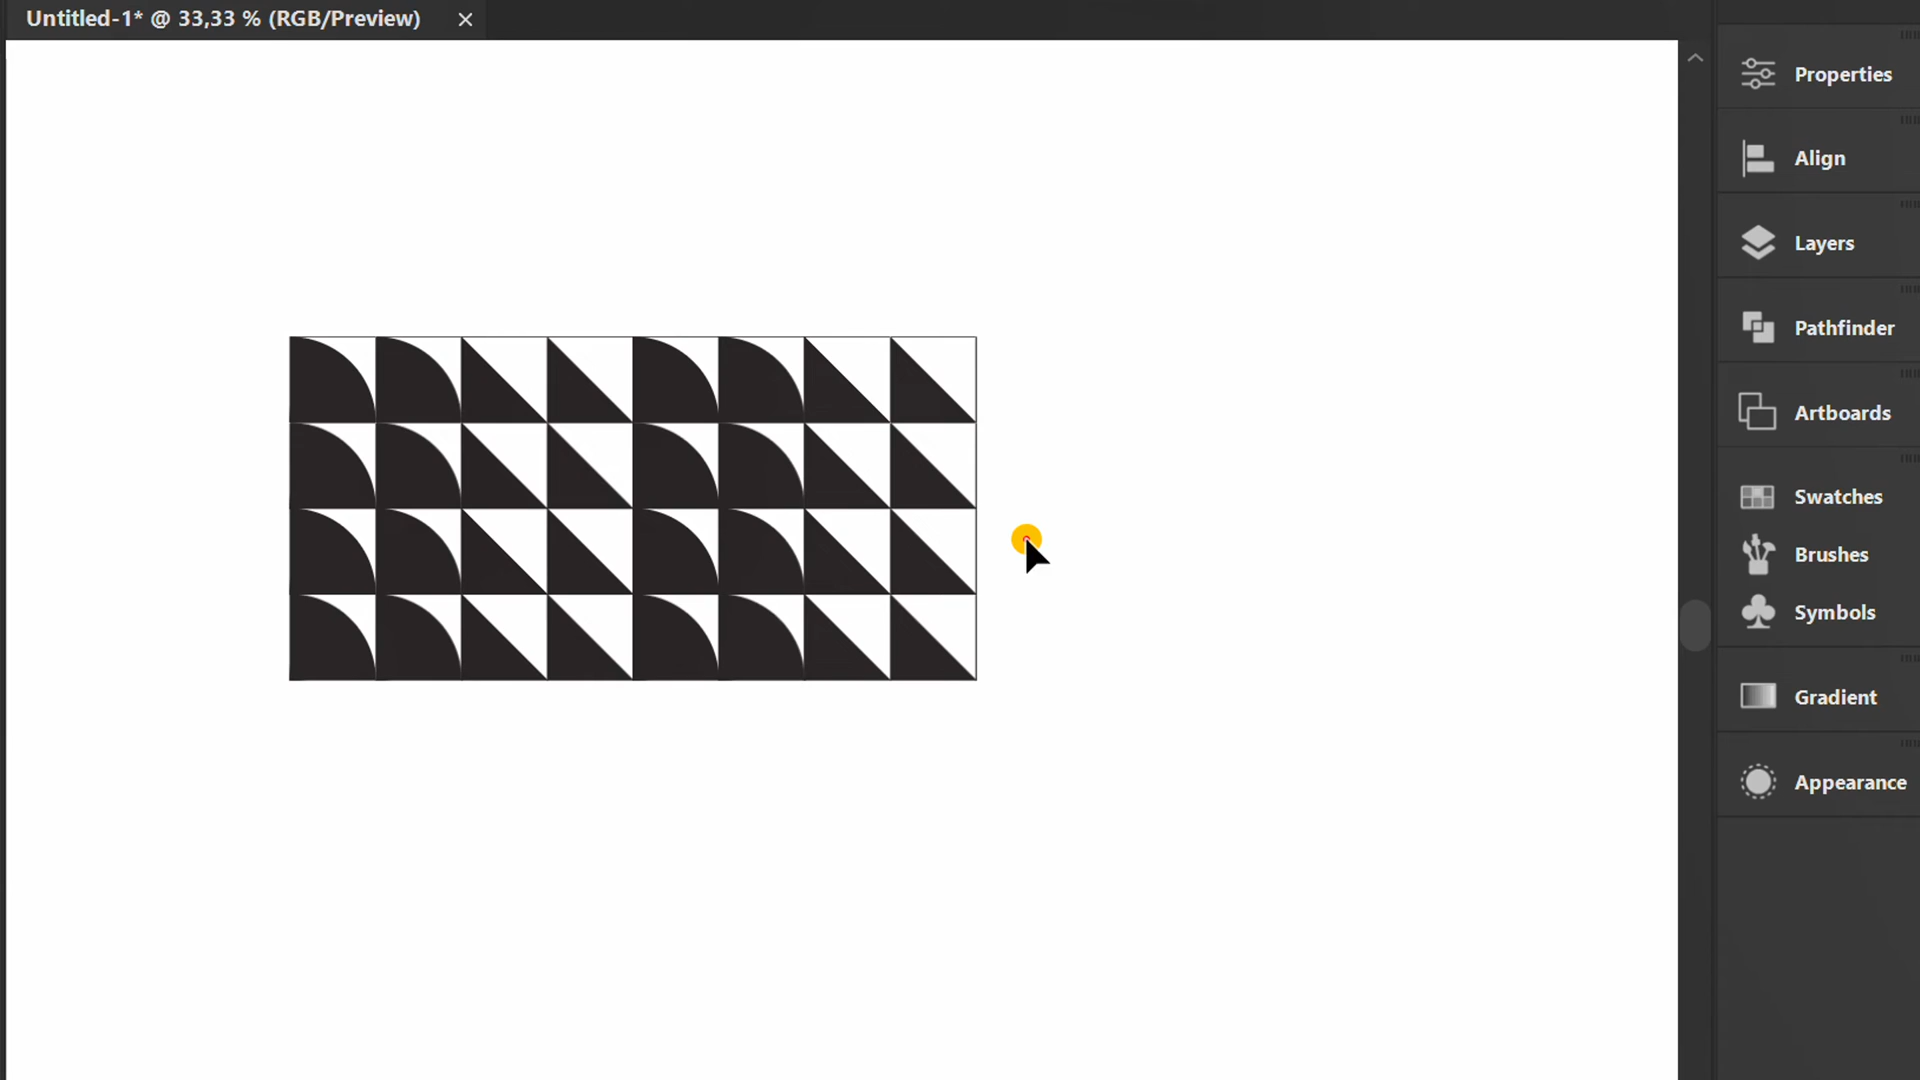 Untitled-1* @ 33,33 % (RGB/Preview)
Properties
Align
Layers
Pathfinder
Artboards
Swatches
Brushes
Symbols
Gradient
Appearance